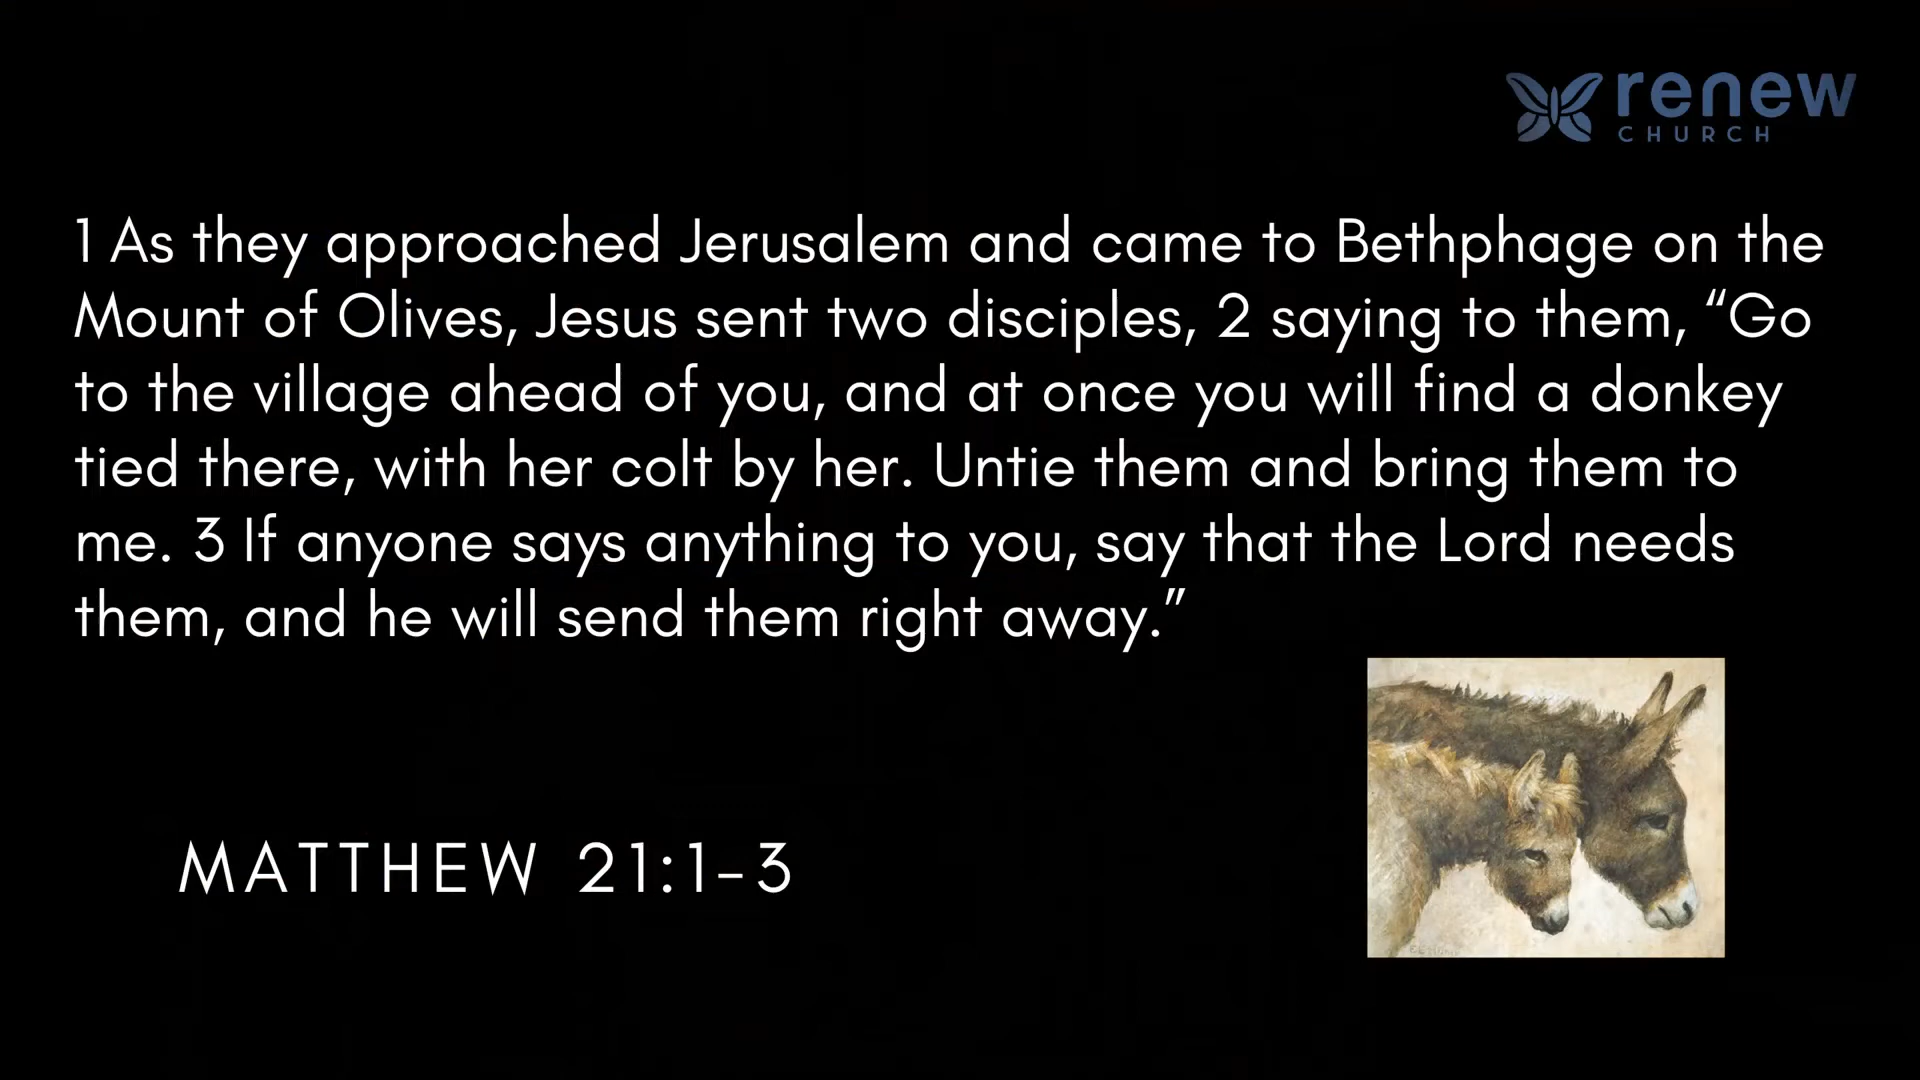 renew
CHURCH
1 As they approached Jerusalem and came to Bethphage on the
Mount of Olives, Jesus sent two disciples, 2 saying to them, “Go
to the village ahead of you, and at once you will find a donkey
tied there, with her colt by her. Untie them and bring them to
me. 3 If anyone says anything to you, say that the Lord needs
them, and he will send them right away.”
MATTHEW 21:1-3